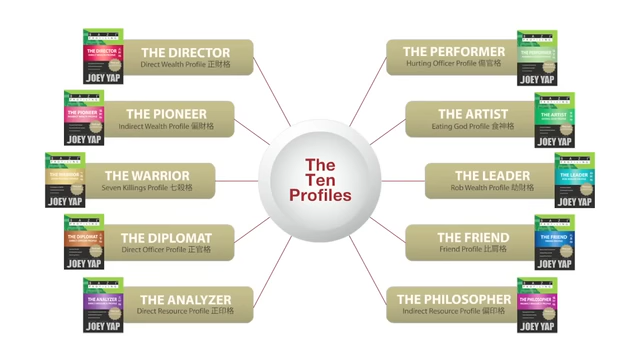 THE DIRECTOR
Direct Wealth Profile 正財格
THE DIRECTOR
JOEY YAP
THE PIONEER
Indirect Wealth Profile 偏財格
THE PIONEER
JOEY YAP
THE WARRIOR
Seven Killings Profile 七殺格
THE WARRIOR
JOEY YAP
THE DIPLOMAT
Direct Officer Profile 正官格
THE DIPLOMAT
JOEY YAP
THE ANALYZER
Direct Resource Profile 正印格
THE ANALYZER
JOEY YAP
The
Ten
Profiles
THE PERFORMER
Hurting Officer Profile 傷官格
JOEY YAP
THE ARTIST
Eating God Profile 食神格
THE ARTIST
JOEY YAP
THE LEADER
Rob Wealth Profile 劫財格
THE LEADER
JOEY YAP
THE FRIEND
Friend Profile 比肩格
THE FRIEND
JOEY YAP
THE PHILOSOPHER
Indirect Resource Profile 偏印格
THE PHILOSOPHER
JOEY YAP